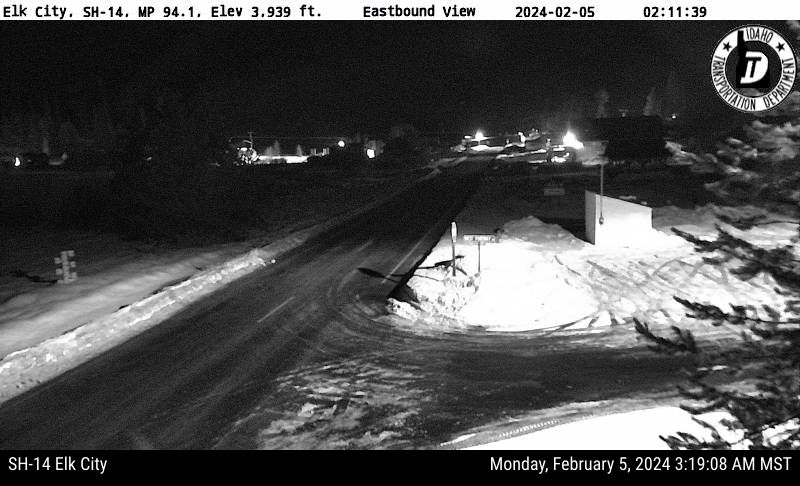 Elk City, SH-14, MP 94.1, Elev 3,939 ft. Eastbound View 2024-02-05 02:11:39
IDAHO
TRANSPORTATION DEPARTMENT
SH-14 Elk City Monday, February 5, 2024 3:19:08 AM MST